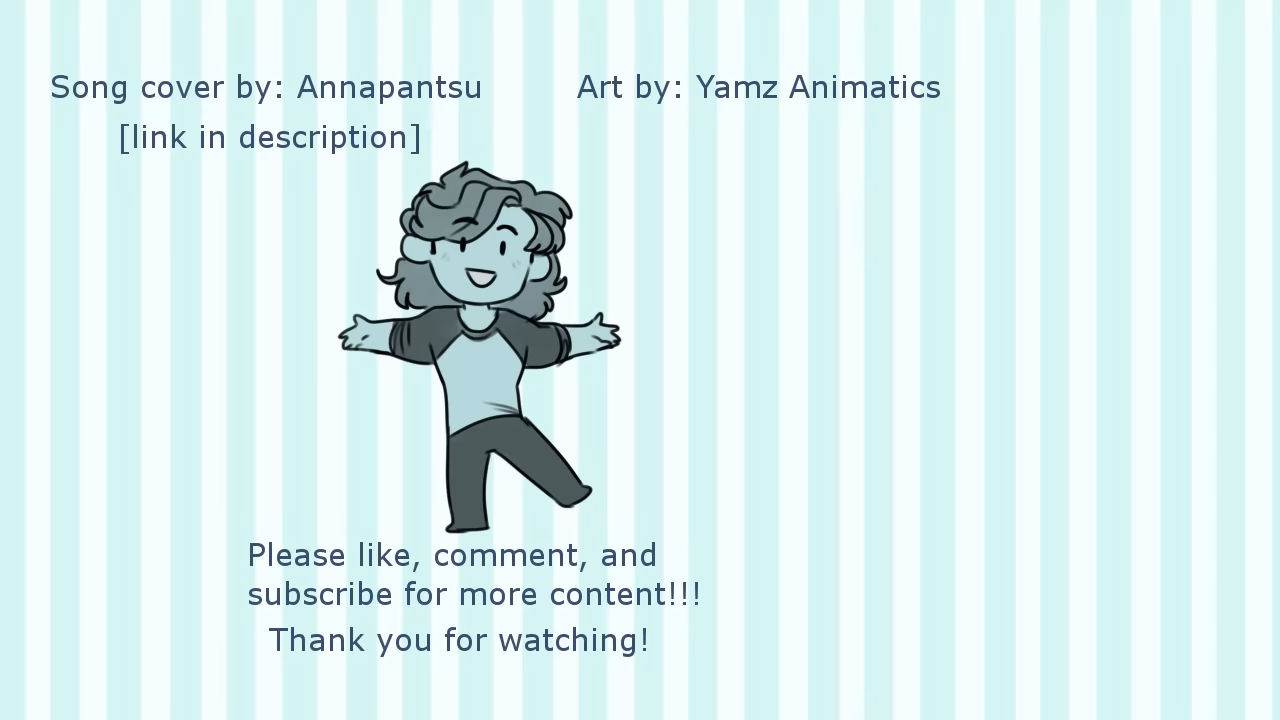 Song cover by: Annapantsu
[link in description]
Art by: Yamz Animatics
Please like, comment, and
subscribe for more content!!!
Thank you for watching!